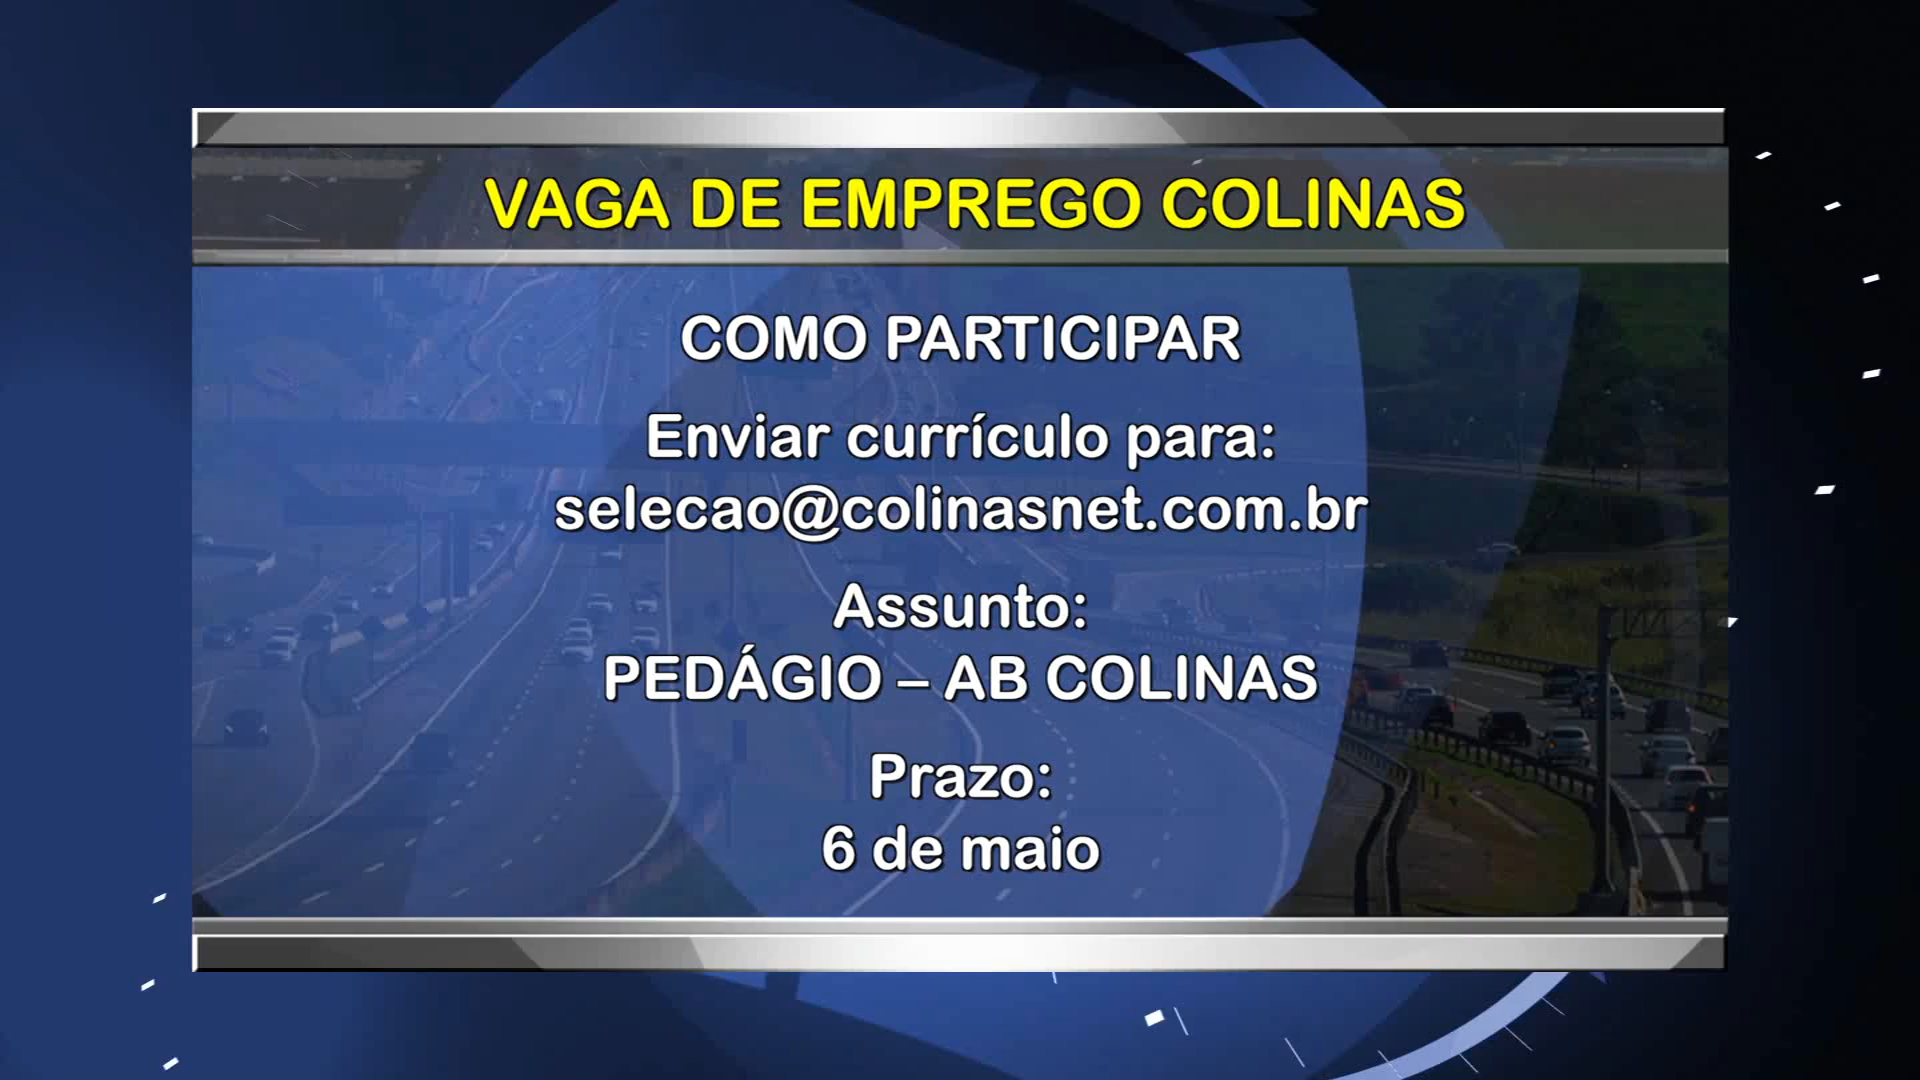 VAGA DE EMPREGO COLINAS
COMO PARTICIPAR
Enviar currículo para:
selecao@colinasnet.com.br
Assunto:
PEDÁGIO – AB COLINAS
Prazo:
6 de maio